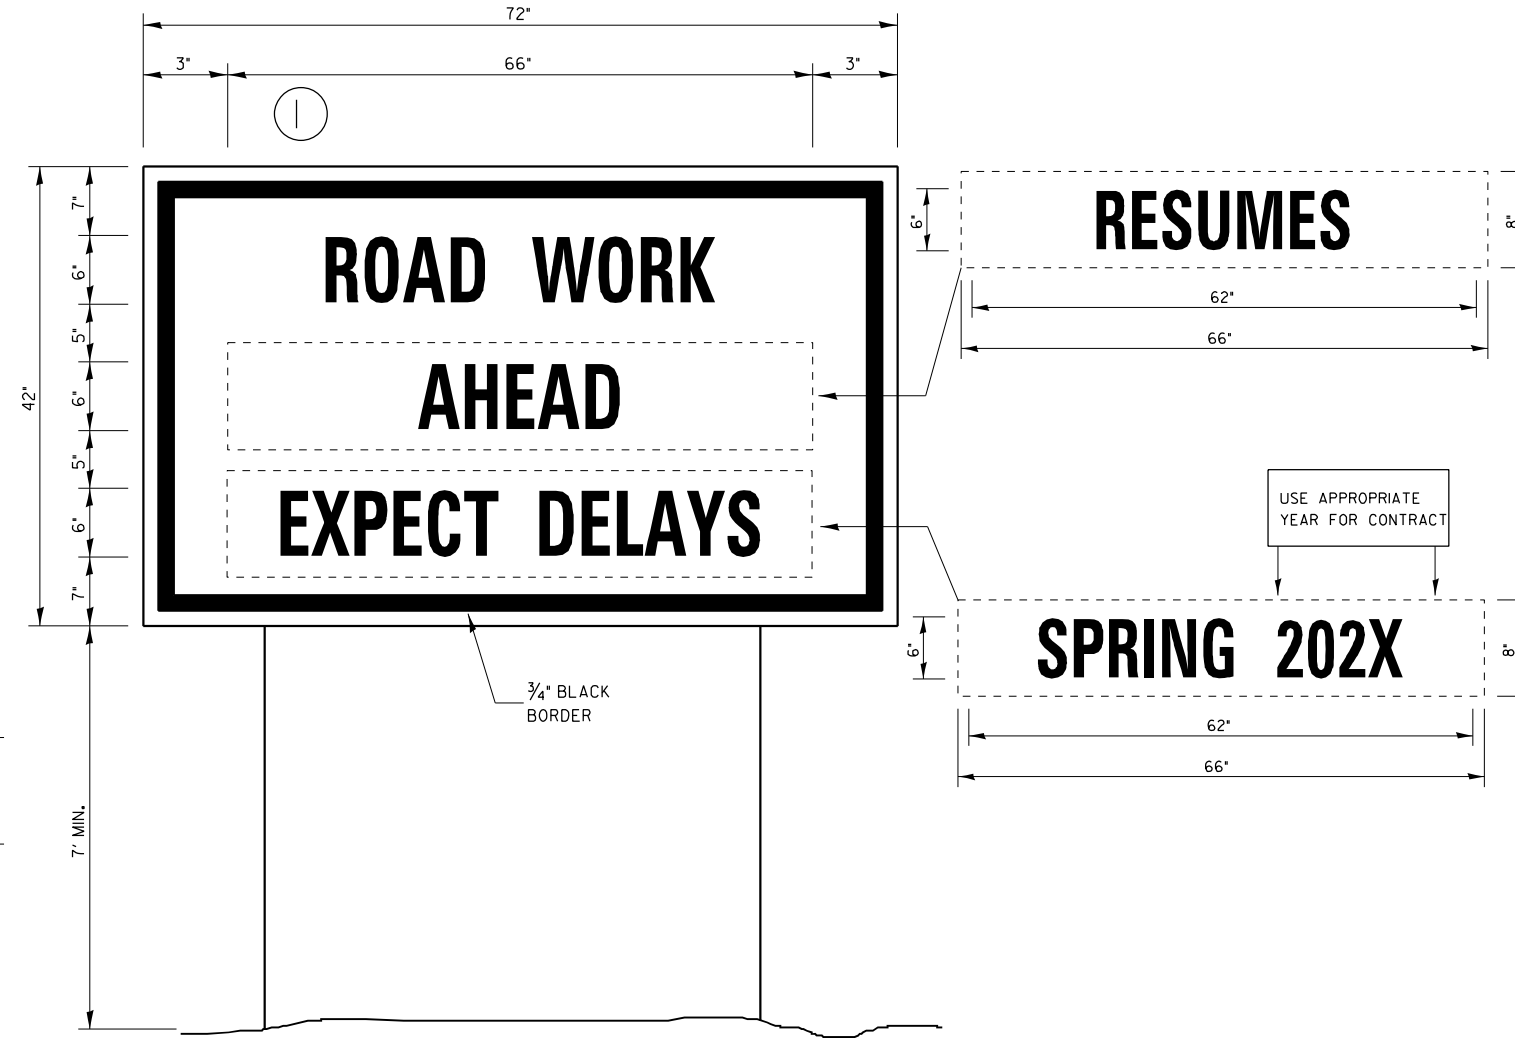 72"
3" 66" 3"
1
7"
6"
5"
6"
5"
6"
7"
42"
7' MIN.
ROAD WORK
AHEAD
EXPECT DELAYS
3/4" BLACK
BORDER
6"
RESUMES
8"
62"
66"
USE APPROPRIATE
YEAR FOR CONTRACT
6"
SPRING 202X
8"
62"
66"